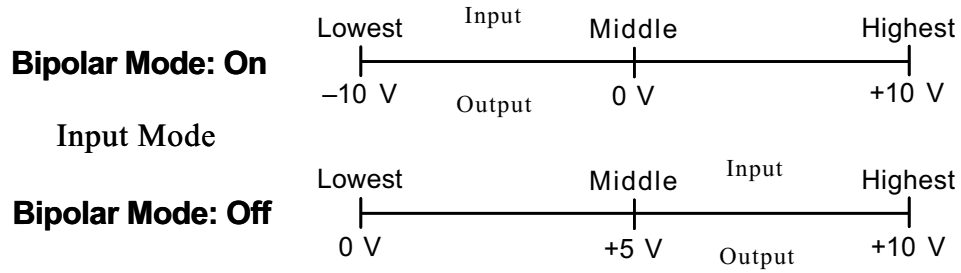 Input
Lowest Middle Highest
Bipolar Mode: On
–10 V 0 V +10 V
Output
Input Mode
Input
Lowest Middle Highest
Bipolar Mode: Off
0 V +5 V +10 V
Output